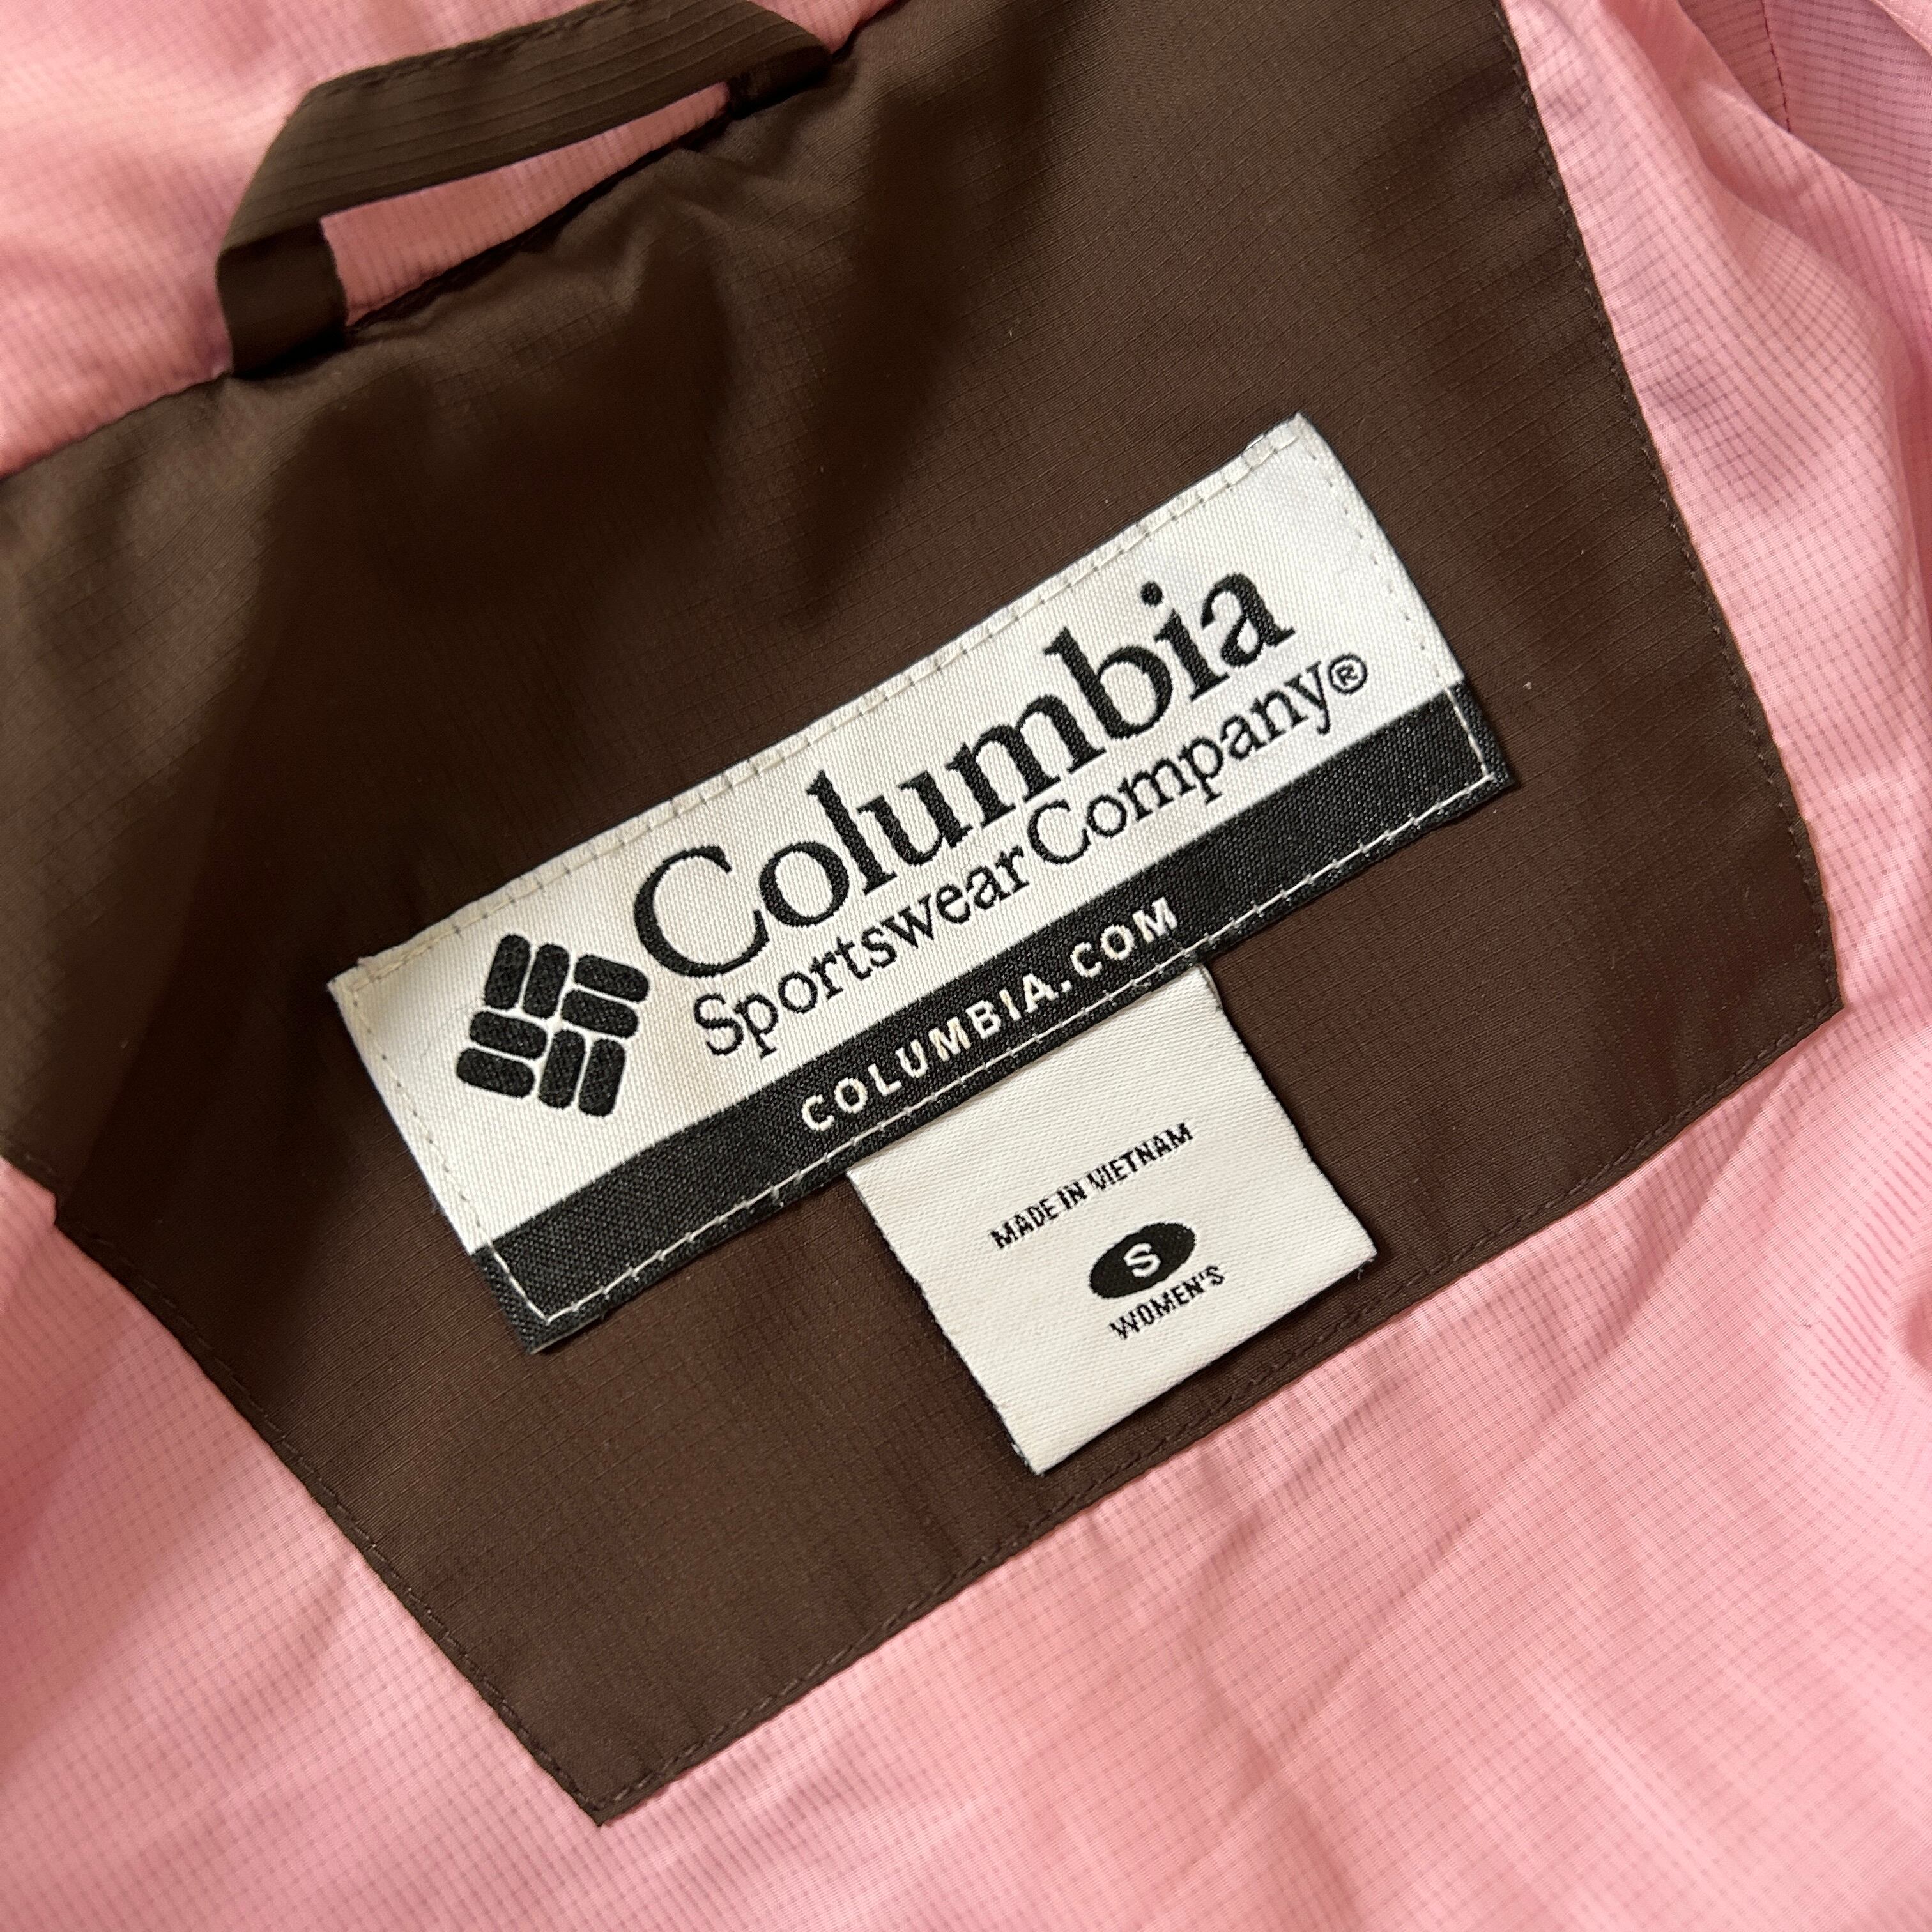 Columbia
Sportswear Company®
COLUMBIA.COM
MADE IN VIETNAM
S
WOMEN'S